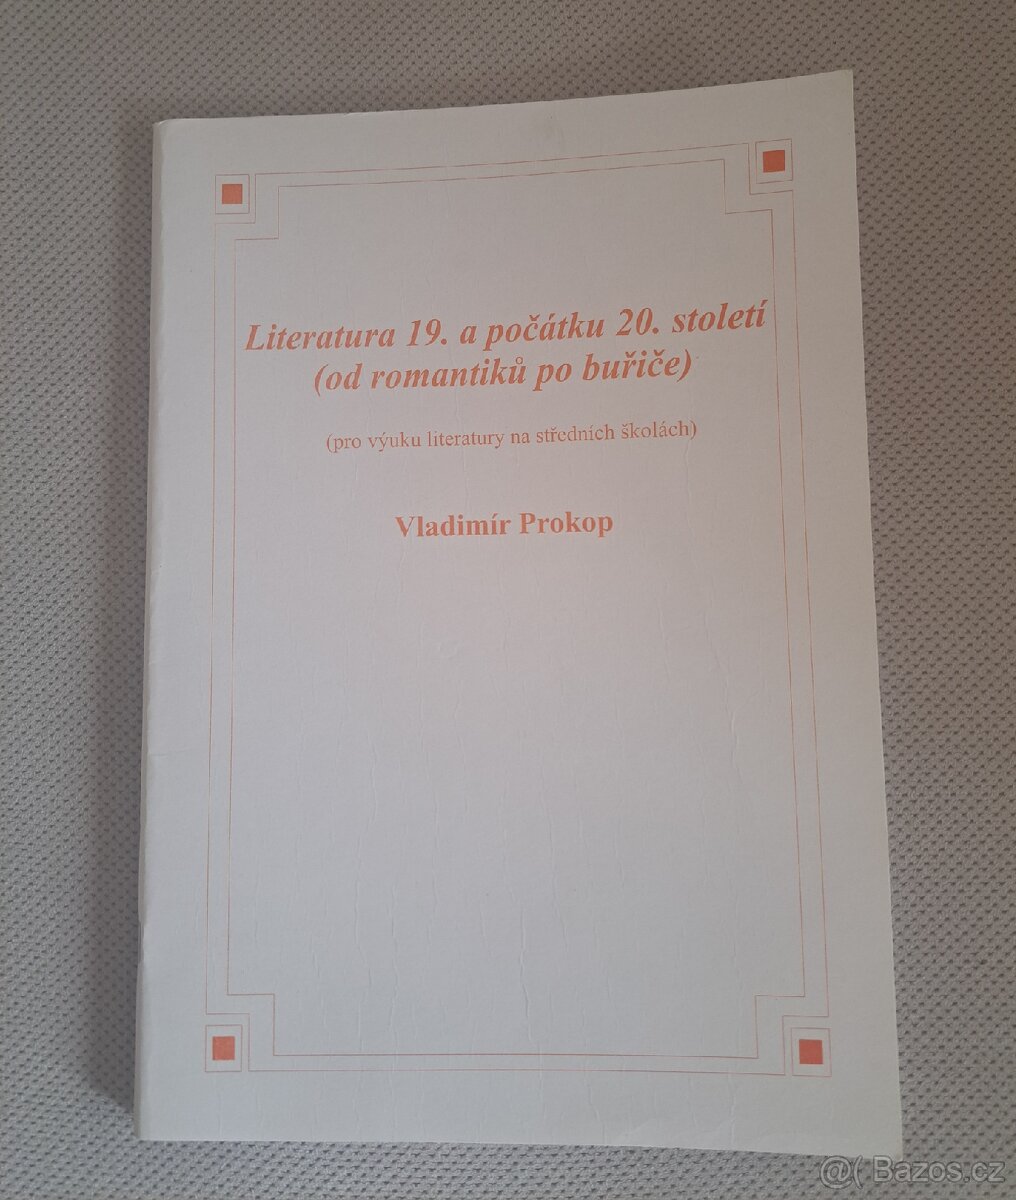 Literatura 19. a počátku 20. století
(od romantiků po buřiče)
(pro výuku literatury na středních školách)
Vladimír Prokop
@( Bazos.cz